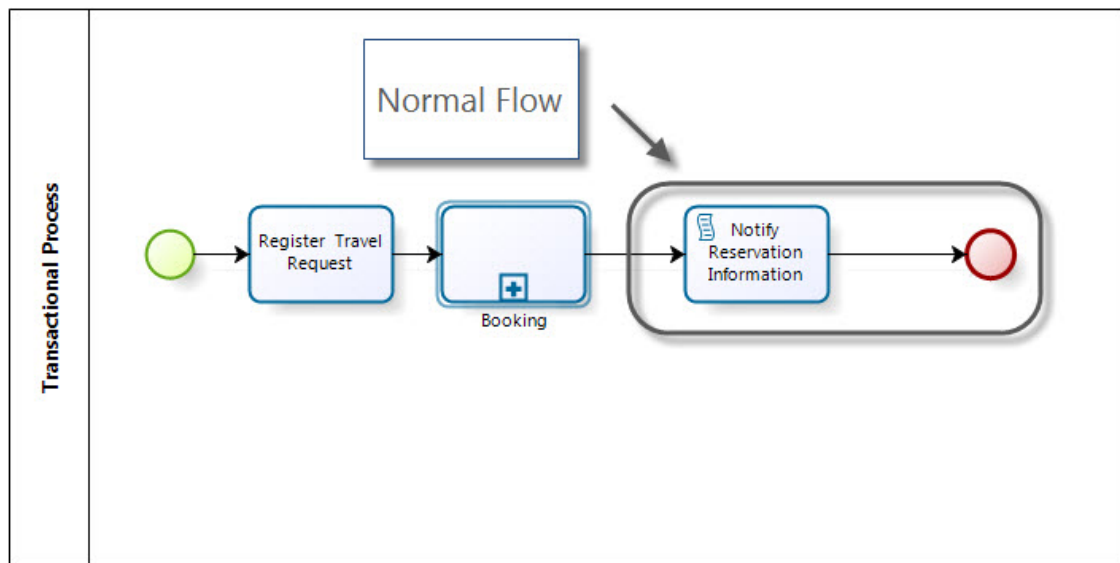 Transactional Process
Normal Flow
Register Travel
Request
Booking
Notify
Reservation
Information